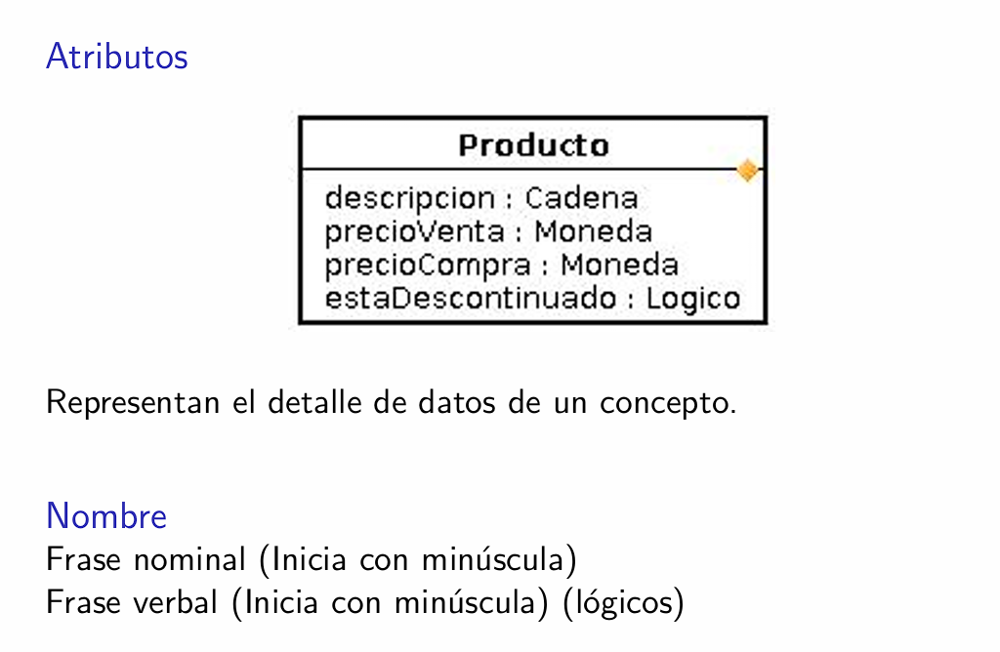 Atributos
Producto
descripcion : Cadena
precioVenta : Moneda
precioCompra : Moneda
estaDescontinuado : Logico
Representan el detalle de datos de un concepto.
Nombre
Frase nominal (Inicia con minúscula)
Frase verbal (Inicia con minúscula) (lógicos)